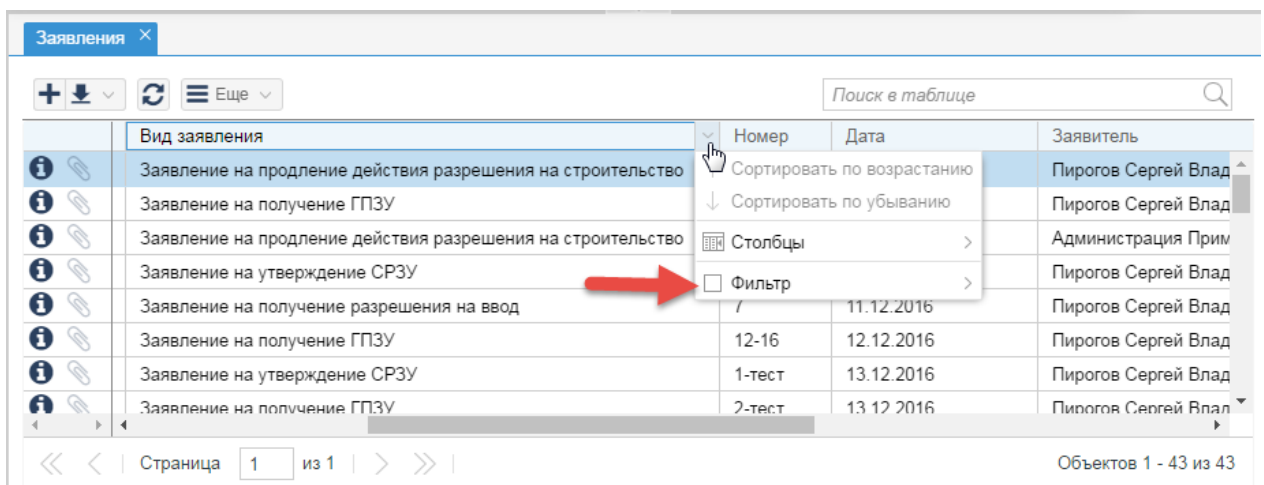 Заявления
Еще
Поиск в таблице
Вид заявления Номер Дата Заявитель
Заявление на продление действия разрешения на строительство Сортировать по возрастанию Пирогов Сергей Влад
Заявление на получение ГПЗУ Сортировать по убыванию Пирогов Сергей Влад
Заявление на продление действия разрешения на строительство Столбцы Администрация Прим
Заявление на утверждение СРЗУ Фильтр Пирогов Сергей Влад
Заявление на получение разрешения на ввод 7 11.12.2016 Пирогов Сергей Влад
Заявление на получение ГПЗУ 12-16 12.12.2016 Пирогов Сергей Влад
Заявление на утверждение СРЗУ 1-тест 13.12.2016 Пирогов Сергей Влад
Заявление на получение ГПЗУ 2-тест 13.12.2016 Пирогов Сергей Влад
Страница 1 из 1 Объектов 1 - 43 из 43